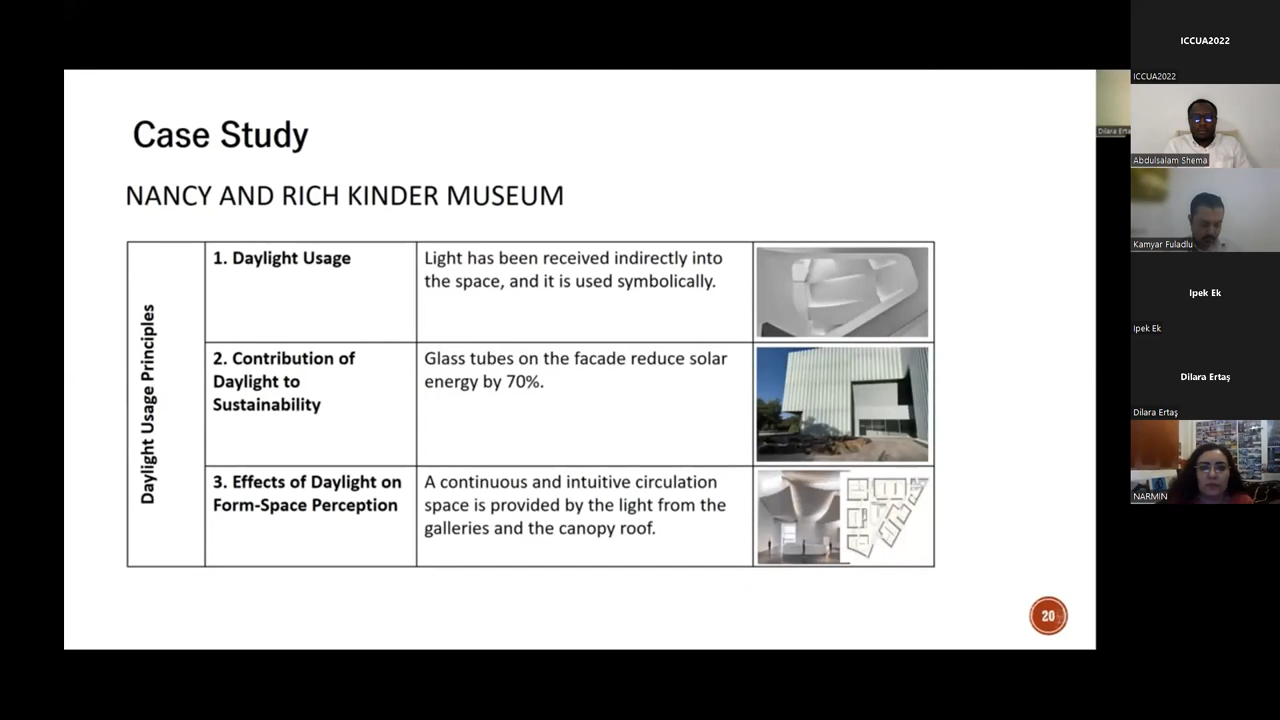 Case Study
NANCY AND RICH KINDER MUSEUM
Daylight Usage Principles
1. Daylight Usage
Light has been received indirectly into
the space, and it is used symbolically.
2. Contribution of
Daylight to
Sustainability
Glass tubes on the facade reduce solar
energy by 70%.
3. Effects of Daylight on
Form-Space Perception
A continuous and intuitive circulation
space is provided by the light from the
galleries and the canopy roof.
20
Dilara Erta
ICCUA2022
ICCUA2022
Abdulsalam Shema
Kamyar Fuladlu
Ipek Ek
Ipek Ek
Dilara Ertaş
Dilara Ertaş
NARMIN